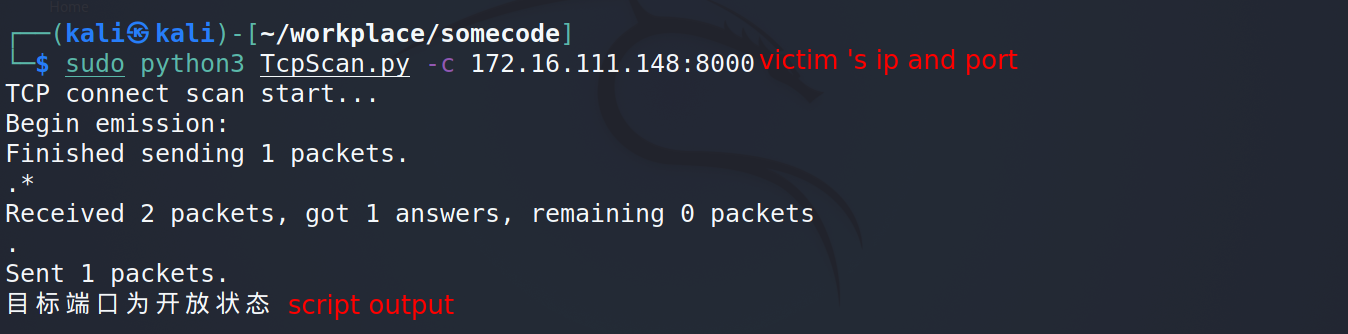 Home
┌──(kali㉿kali)-[~/workplace/somecode]
└─$ sudo python3 TcpScan.py -c 172.16.111.148:8000 victim 's ip and port
TCP connect scan start...
Begin emission:
Finished sending 1 packets.
.*
Received 2 packets, got 1 answers, remaining 0 packets
.
Sent 1 packets.
目标端口为开放状态 script output